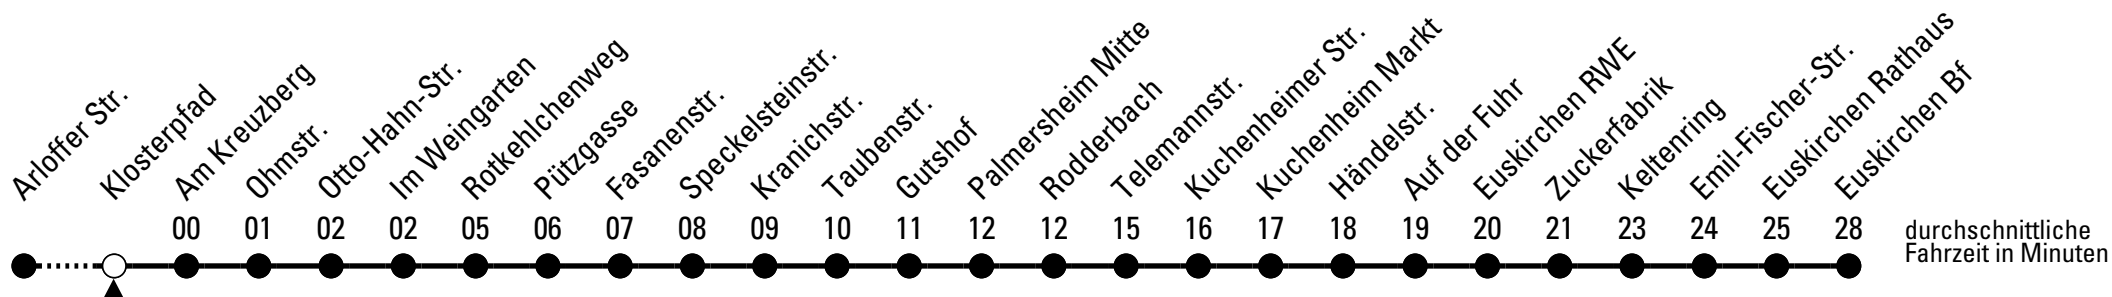 Arloffer Str.
Klosterpfad
Am Kreuzberg
Ohmstr.
Otto-Hahn-Str.
Im Weingarten
Rotkehlchenweg
Pützgasse
Fasanenstr.
Speckelsteinstr.
Kranichstr.
Taubenstr.
Gutshof
Palmersheim Mitte
Rodderbach
Telemannstr.
Kuchenheimer Str.
Kuchenheim Markt
Händelstr.
Auf der Fuhr
Euskirchen RWE
Zuckerfabrik
Keltenring
Emil-Fischer-Str.
Euskirchen Rathaus
Euskirchen Bf
00 01 02 02 05 06 07 08 09 10 11 12 12 15 16 17 18 19 20 21 23 24 25 28
durchschnittliche
Fahrzeit in Minuten